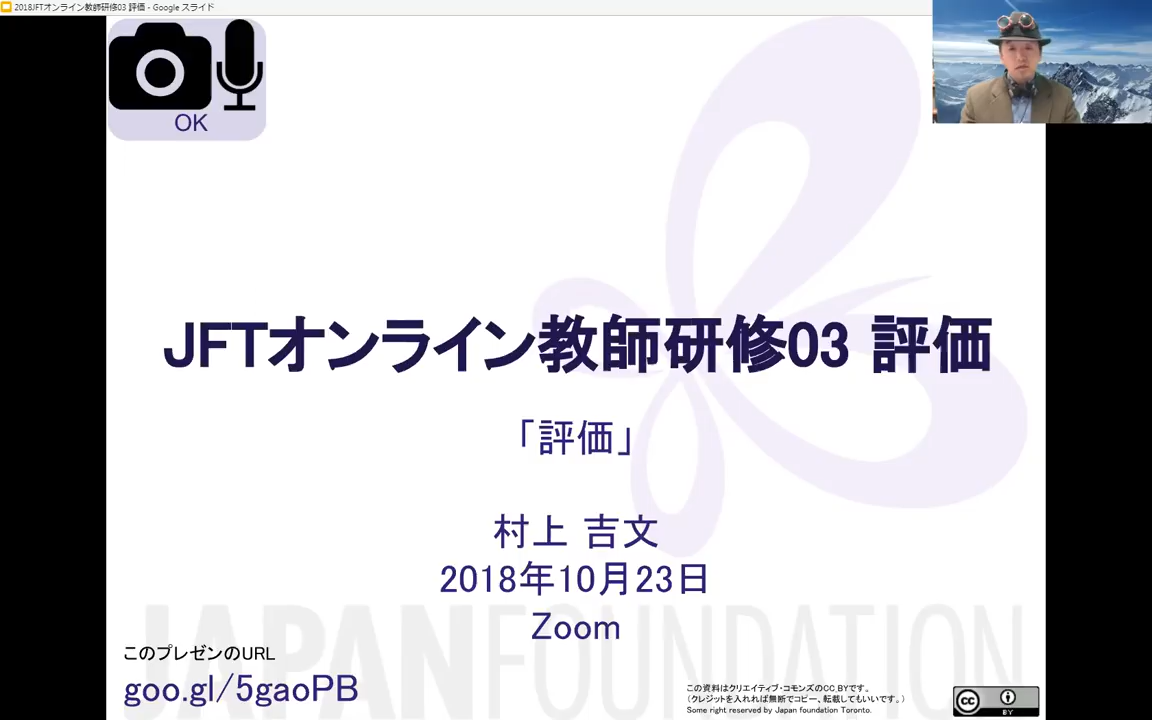 2018JFTオンライン教師研修03 評価 - Google スライド
OK
JFTオンライン教師研修03 評価
「評価」
村上 吉文
2018年10月23日
Zoom
JAPANFOUNDATION
このプレゼンのURL
goo.gl/5gaoPB
この資料はクリエイティブ・コモンズのCC_BYです。
（クレジットを入れれば無断でコピー、転載してもいいです。）
Some right reserved by Japan foundation Toronto.
cc
BY